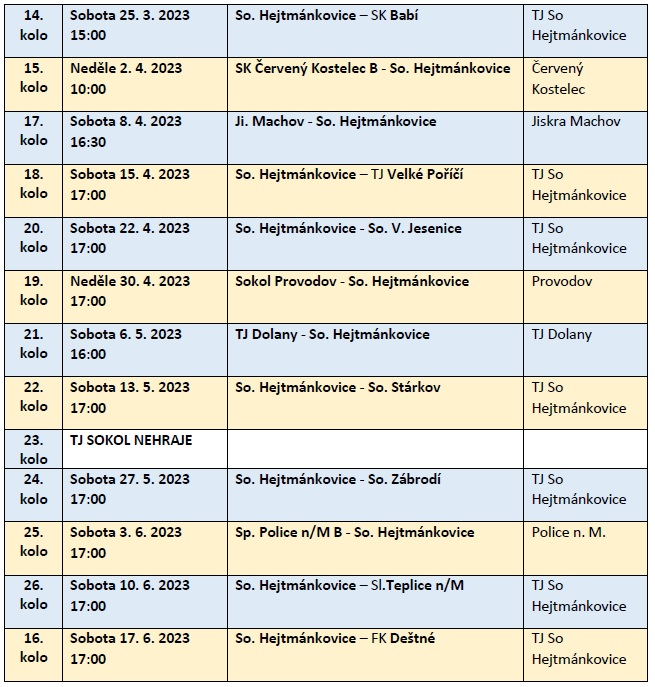 14. Sobota 25. 3. 2023 So. Hejtmánkovice – SK Babí TJ So
kolo 15:00 Hejtmánkovice
15. Neděle 2. 4. 2023 SK Červený Kostelec B - So. Hejtmánkovice Červený
kolo 10:00 Kostelec
17. Sobota 8. 4. 2023 Ji. Machov - So. Hejtmánkovice Jiskra Machov
kolo 16:30
18. Sobota 15. 4. 2023 So. Hejtmánkovice – TJ Velké Poříčí TJ So
kolo 17:00 Hejtmánkovice
20. Sobota 22. 4. 2023 So. Hejtmánkovice - So. V. Jesenice TJ So
kolo 17:00 Hejtmánkovice
19. Neděle 30. 4. 2023 Sokol Provodov - So. Hejtmánkovice Provodov
kolo 17:00
21. Sobota 6. 5. 2023 TJ Dolany - So. Hejtmánkovice TJ Dolany
kolo 16:00
22. Sobota 13. 5. 2023 So. Hejtmánkovice - So. Stárkov TJ So
kolo 17:00 Hejtmánkovice
23. TJ SOKOL NEHRAJE
kolo
24. Sobota 27. 5. 2023 So. Hejtmánkovice - So. Zábrodí TJ So
kolo 17:00 Hejtmánkovice
25. Sobota 3. 6. 2023 Sp. Police n/M B - So. Hejtmánkovice Police n. M.
kolo 17:00
26. Sobota 10. 6. 2023 So. Hejtmánkovice – Sl.Teplice n/M TJ So
kolo 17:00 Hejtmánkovice
16. Sobota 17. 6. 2023 So. Hejtmánkovice – FK Deštné TJ So
kolo 17:00 Hejtmánkovice